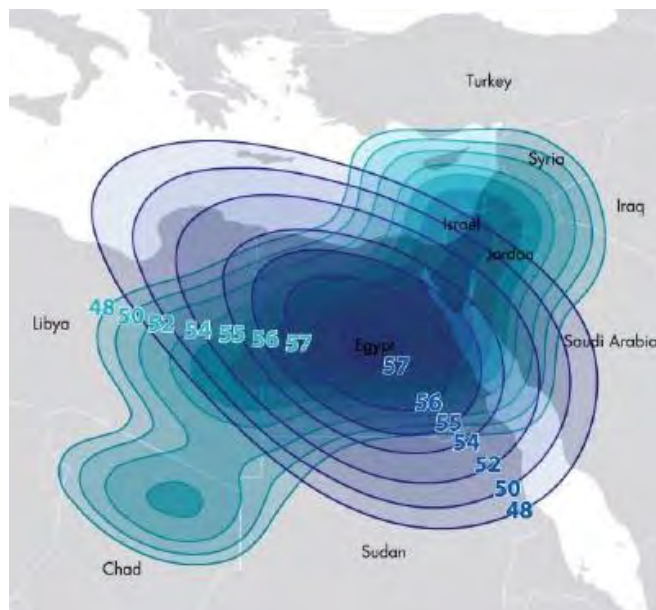 Turkey
Syria
Iraq
Israel
Jordan
48 50 52 54 55 56 57
Libya
Egypt
Saudi Arabia
57
56
55
54
52
50
48
Sudan
Chad